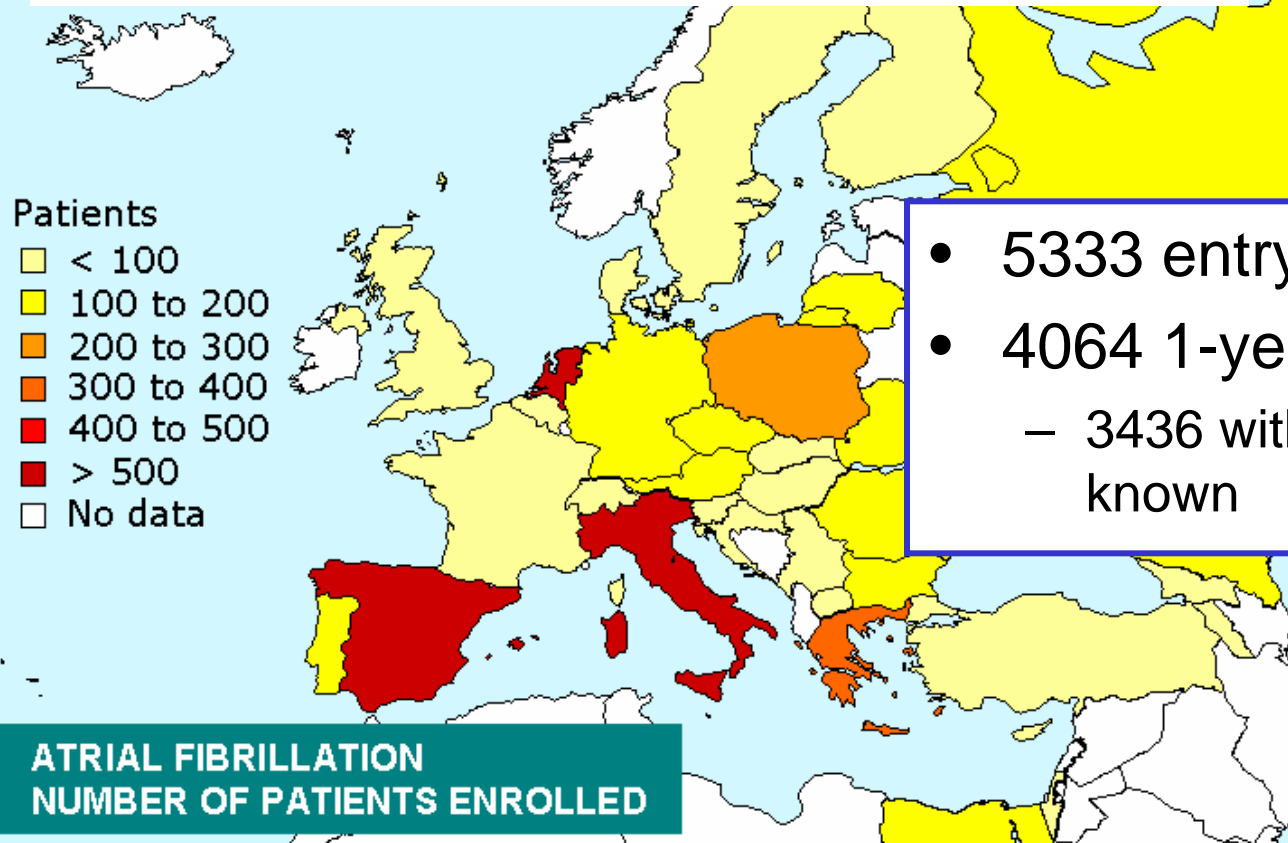 Patients
< 100
100 to 200
200 to 300
300 to 400
400 to 500
> 500
No data
• 5333 entry
• 4064 1-ye
– 3436 with
known
ATRIAL FIBRILLATION
NUMBER OF PATIENTS ENROLLED